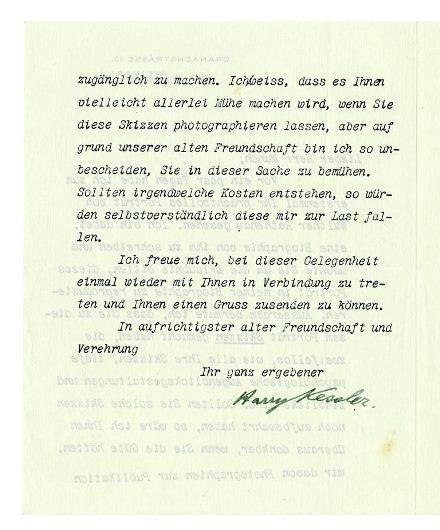 zugänglich zu machen. Ich weiss, dass es Ihnen
vielleicht allerlei Mühe machen wird, wenn Sie
diese Skizzen photographieren lassen, aber auf
grund unserer alten Freundschaft bin ich so un-
bescheiden, Sie in dieser Sache zu bemühen.
Sollten irgendwelche Kosten entstehen, so wür-
den selbstverständlich diese mir zur Last fal-
len.
Ich freue mich, bei dieser Gelegenheit
einmal wieder mit Ihnen in Verbindung zu tre-
ten und Ihnen einen Gruss zusenden zu können.
In aufrichtigster alter Freundschaft und
Verehrung
Ihr ganz ergebener
Harry Kessler.